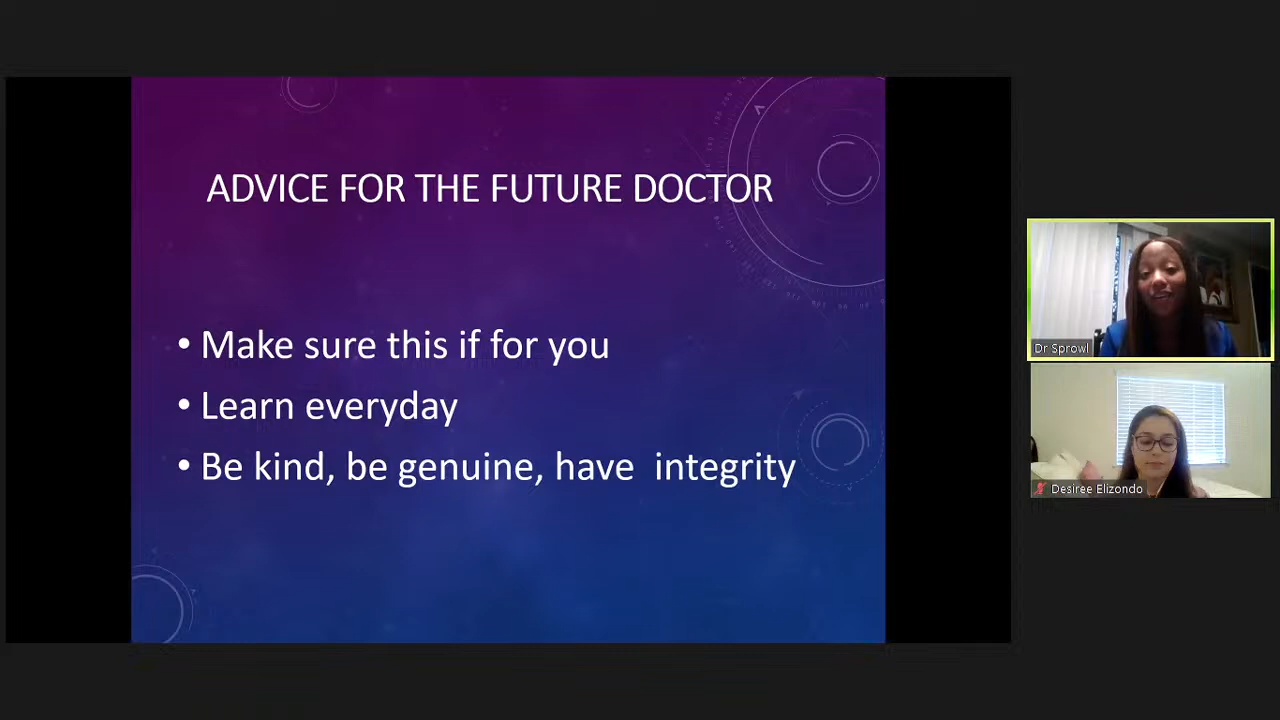 ADVICE FOR THE FUTURE DOCTOR
• Make sure this if for you
• Learn everyday
• Be kind, be genuine, have  integrity
Dr Sprowl
Desiree Elizondo